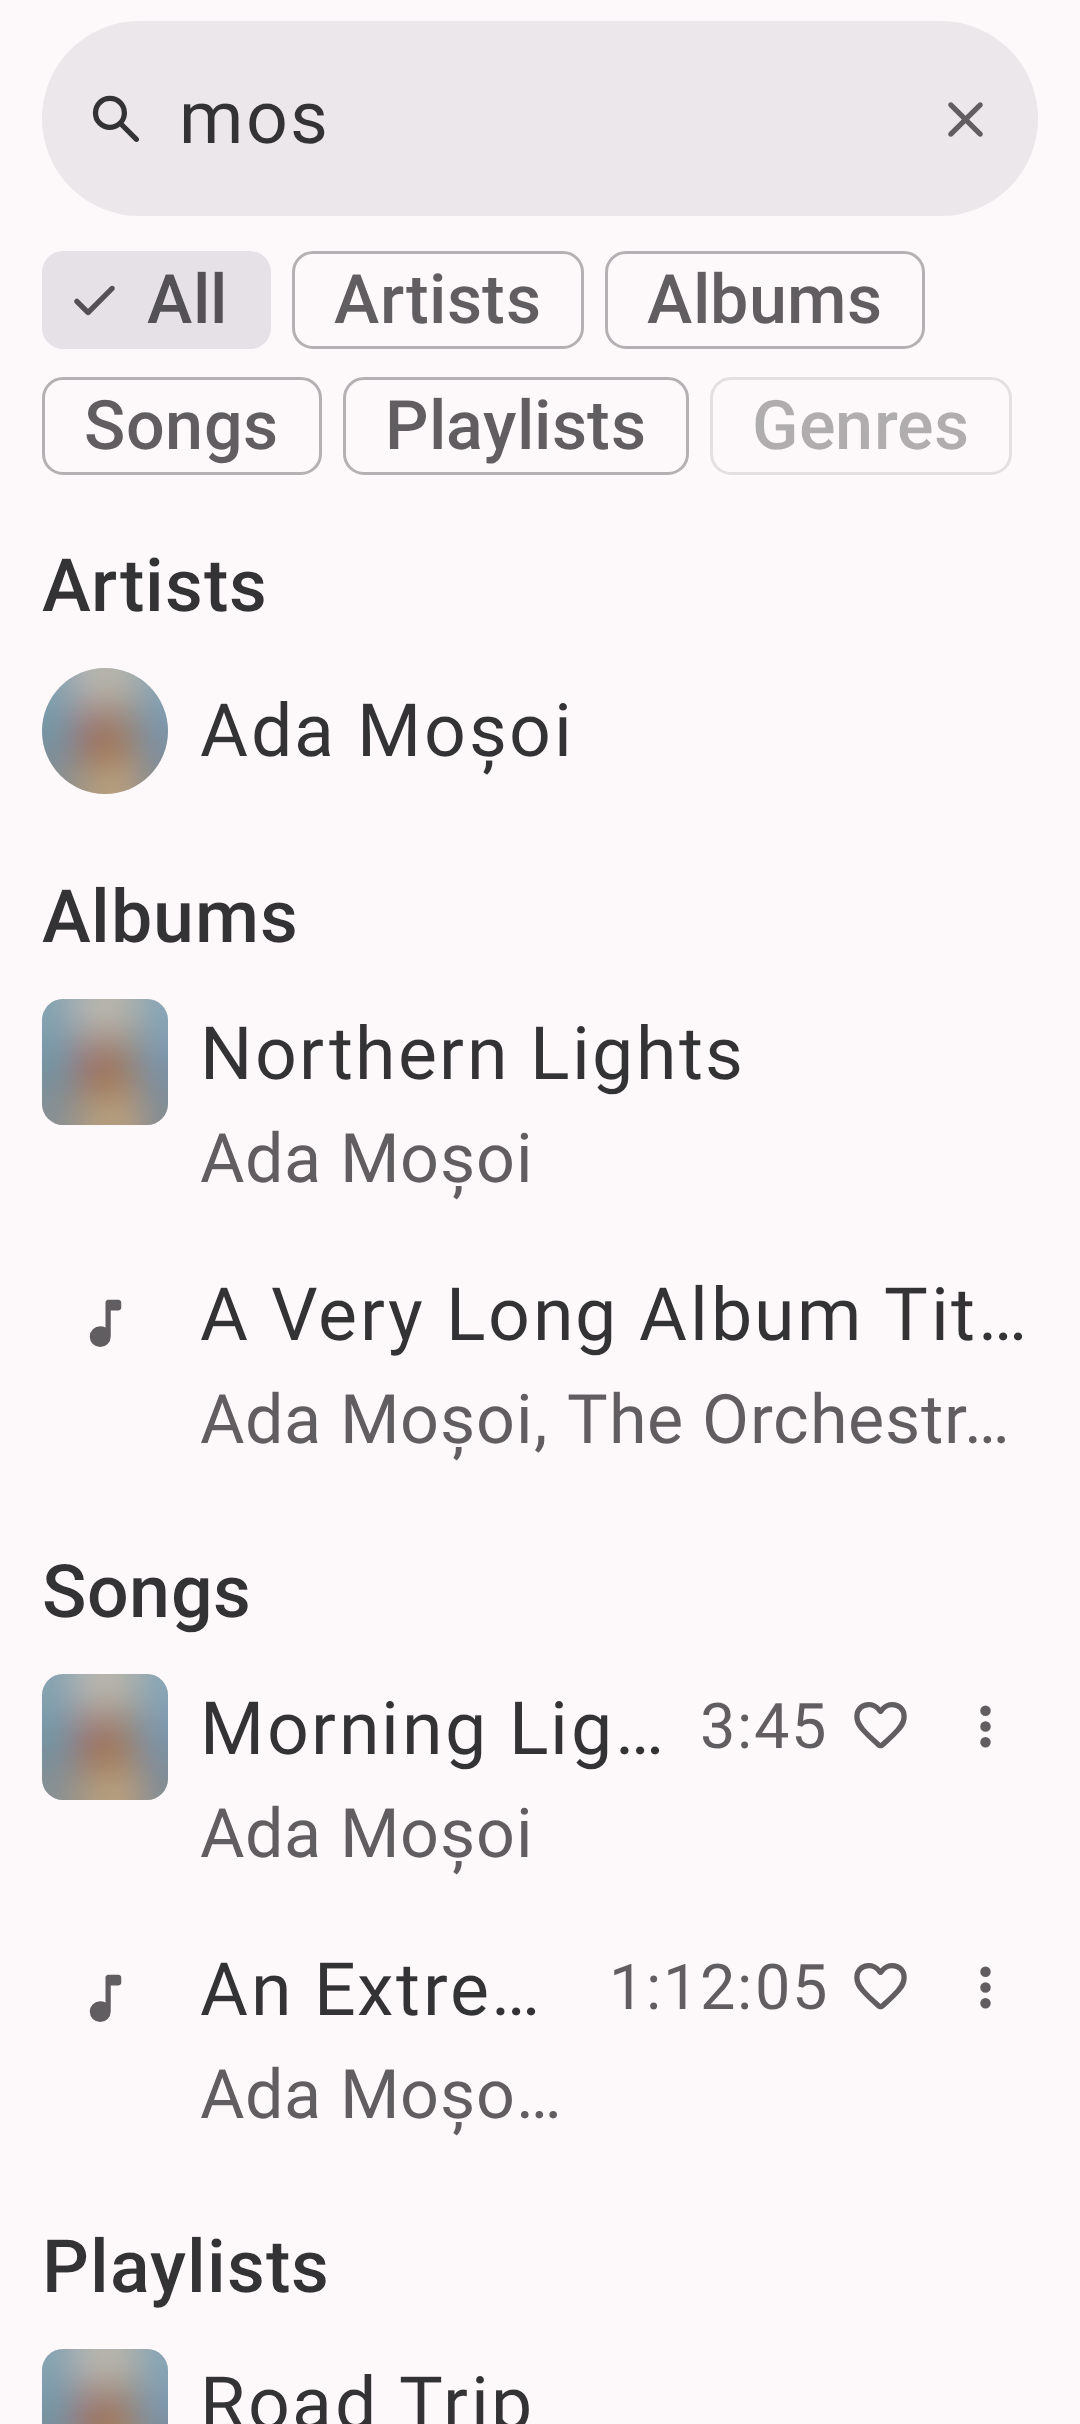 mos
All Artists Albums
Songs Playlists Genres
Artists
Ada Moșoi
Albums
Northern Lights
Ada Moșoi
A Very Long Album Tit…
Ada Moșoi, The Orchestr…
Songs
Morning Lig… 3:45
Ada Moșoi
An Extre… 1:12:05
Ada Moșo…
Playlists
Road Trip